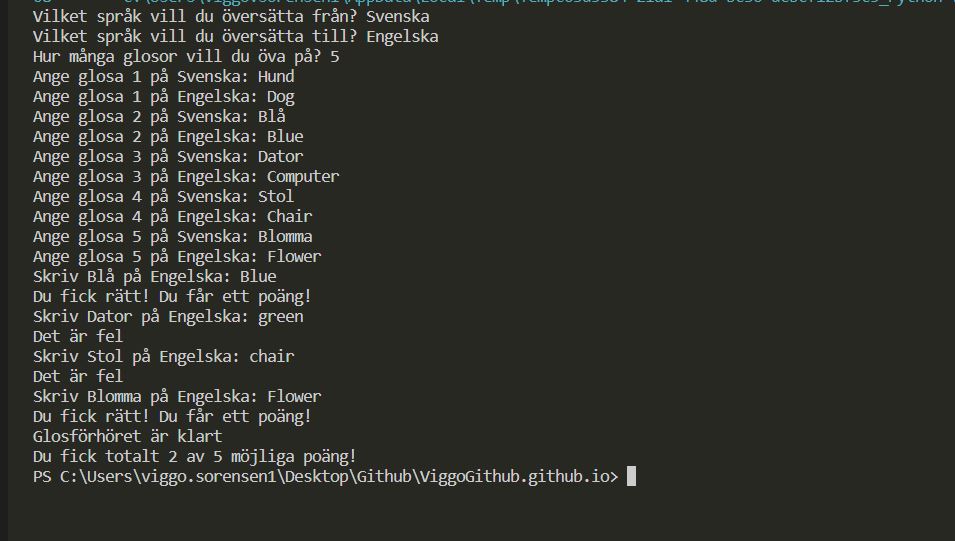 Vilket språk vill du översätta från? Svenska
Vilket språk vill du översätta till? Engelska
Hur många glosor vill du öva på? 5
Ange glosa 1 på Svenska: Hund
Ange glosa 1 på Engelska: Dog
Ange glosa 2 på Svenska: Blå
Ange glosa 2 på Engelska: Blue
Ange glosa 3 på Svenska: Dator
Ange glosa 3 på Engelska: Computer
Ange glosa 4 på Svenska: Stol
Ange glosa 4 på Engelska: Chair
Ange glosa 5 på Svenska: Blomma
Ange glosa 5 på Engelska: Flower
Skriv Blå på Engelska: Blue
Du fick rätt! Du får ett poäng!
Skriv Dator på Engelska: green
Det är fel
Skriv Stol på Engelska: chair
Det är fel
Skriv Blomma på Engelska: Flower
Du fick rätt! Du får ett poäng!
Glosförhöret är klart
Du fick totalt 2 av 5 möjliga poäng!
PS C:\Users\viggo.sorensen1\Desktop\Github\ViggoGithub.github.io>